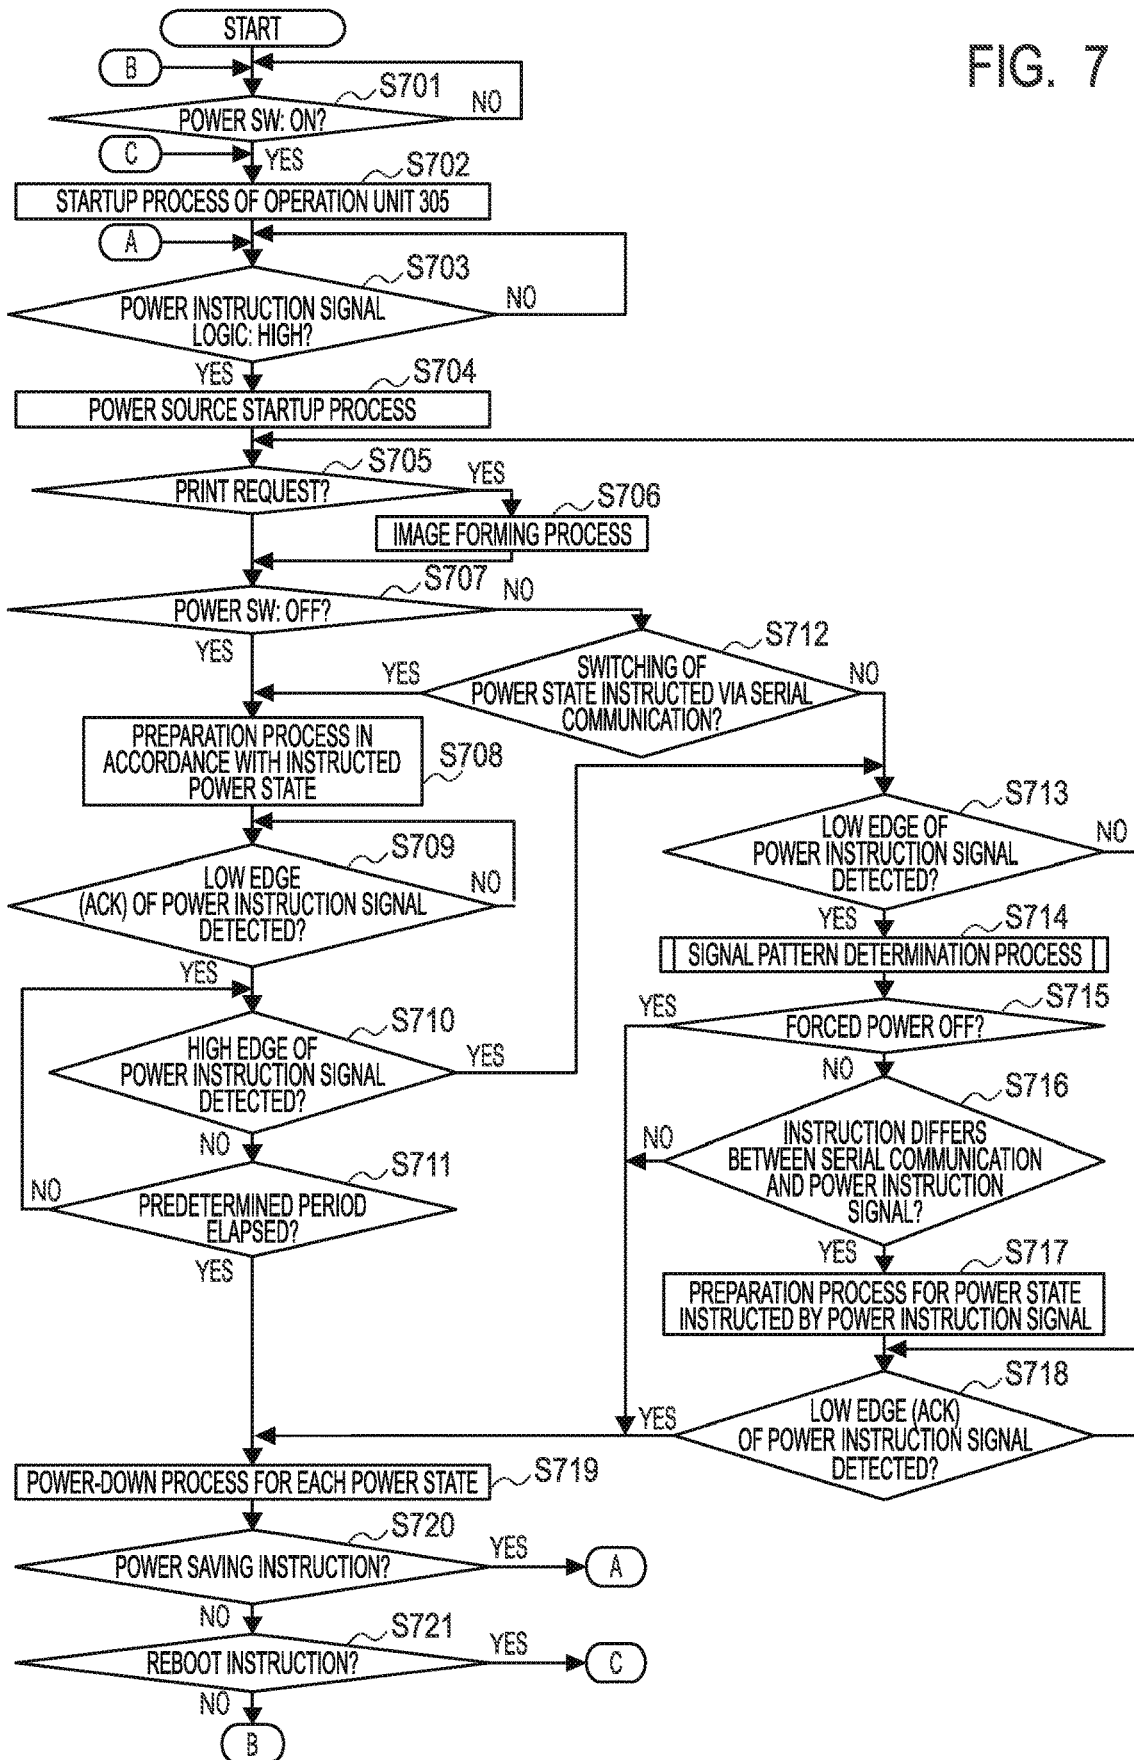 FIG. 7
START
B
S701
NO
POWER SW: ON?
C
YES
S702
STARTUP PROCESS OF OPERATION UNIT 305
A
S703
NO
POWER INSTRUCTION SIGNAL
LOGIC: HIGH?
YES
S704
POWER SOURCE STARTUP PROCESS
S705
YES
PRINT REQUEST?
S706
IMAGE FORMING PROCESS
S707
NO
POWER SW: OFF?
YES
S712
YES
NO
SWITCHING OF
POWER STATE INSTRUCTED VIA SERIAL
COMMUNICATION?
PREPARATION PROCESS IN
ACCORDANCE WITH INSTRUCTED
POWER STATE
S708
S709
NO
LOW EDGE
(ACK) OF POWER INSTRUCTION SIGNAL
DETECTED?
YES
S710
HIGH EDGE OF
POWER INSTRUCTION SIGNAL
DETECTED?
YES
NO
S711
NO
PREDETERMINED PERIOD
ELAPSED?
YES
S713
NO
LOW EDGE OF
POWER INSTRUCTION SIGNAL
DETECTED?
YES
S714
SIGNAL PATTERN DETERMINATION PROCESS
S715
YES
FORCED POWER OFF?
NO
S716
NO
INSTRUCTION DIFFERS
BETWEEN SERIAL COMMUNICATION
AND POWER INSTRUCTION
SIGNAL?
YES
S717
PREPARATION PROCESS FOR POWER STATE
INSTRUCTED BY POWER INSTRUCTION SIGNAL
S718
YES
LOW EDGE (ACK)
OF POWER INSTRUCTION SIGNAL
DETECTED?
S719
POWER-DOWN PROCESS FOR EACH POWER STATE
S720
POWER SAVING INSTRUCTION?
YES
A
NO
S721
REBOOT INSTRUCTION?
YES
C
NO
B